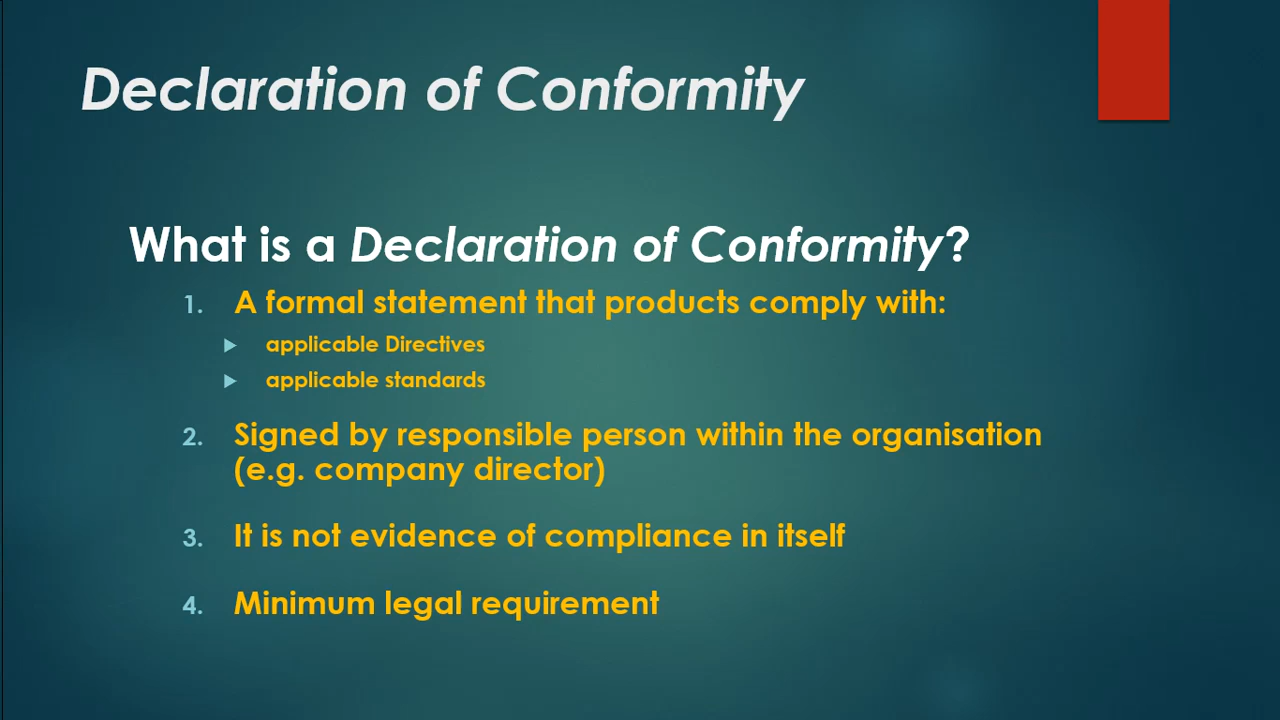 Declaration of Conformity
What is a Declaration of Conformity?
1. A formal statement that products comply with:
applicable Directives
applicable standards
2. Signed by responsible person within the organisation
(e.g. company director)
3. It is not evidence of compliance in itself
4. Minimum legal requirement